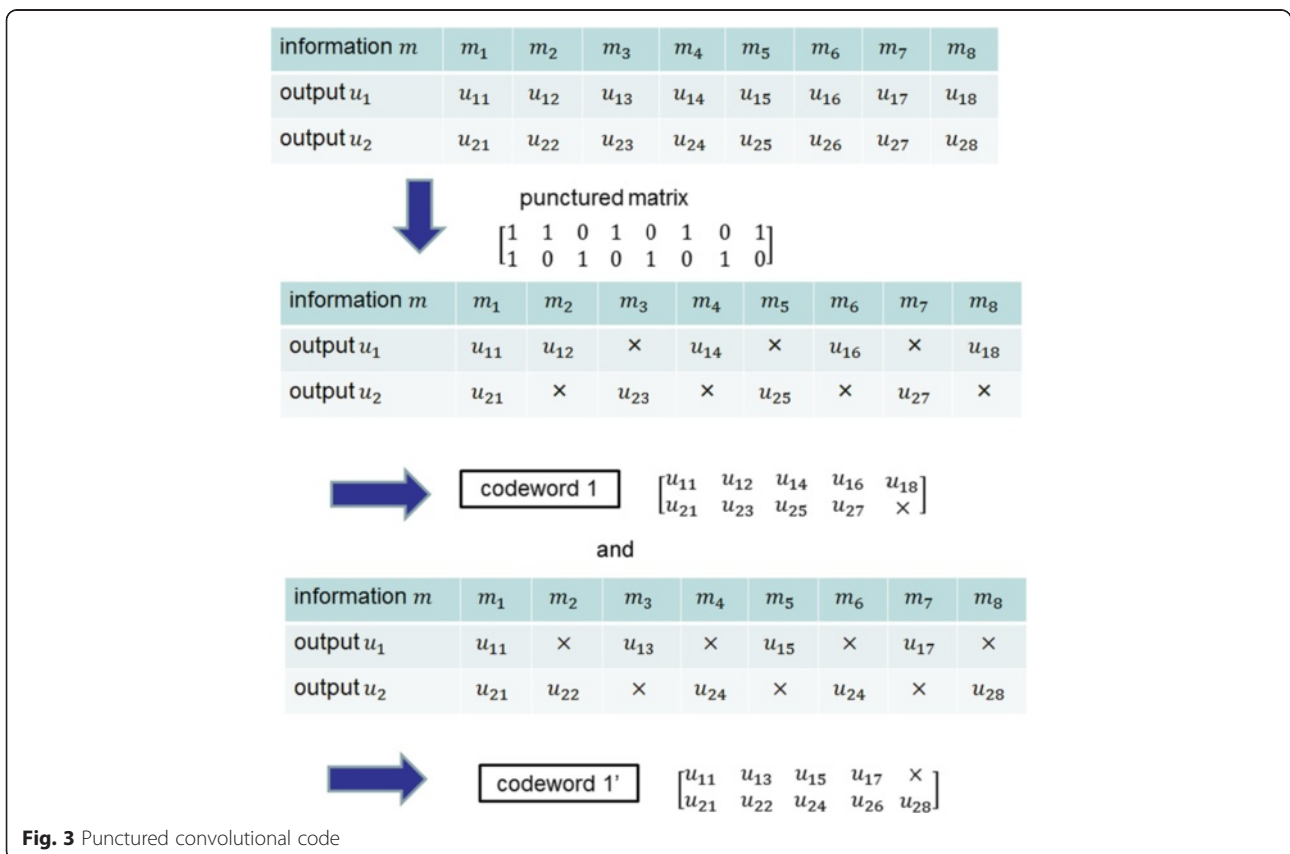 information m m₁ m₂ m₃ m₄ m₅ m₆ m₇ m₈
output u₁ u₁₁ u₁₂ u₁₃ u₁₄ u₁₅ u₁₆ u₁₇ u₁₈
output u₂ u₂₁ u₂₂ u₂₃ u₂₄ u₂₅ u₂₆ u₂₇ u₂₈
punctured matrix
[1 1 0 1 0 1 0 1]
[1 0 1 0 1 0 1 0]
information m m₁ m₂ m₃ m₄ m₅ m₆ m₇ m₈
output u₁ u₁₁ u₁₂ × u₁₄ × u₁₆ × u₁₈
output u₂ u₂₁ × u₂₃ × u₂₅ × u₂₇ ×
codeword 1
[u₁₁ u₁₂ u₁₄ u₁₆ u₁₈]
[u₂₁ u₂₃ u₂₅ u₂₇ ×]
and
information m m₁ m₂ m₃ m₄ m₅ m₆ m₇ m₈
output u₁ u₁₁ × u₁₃ × u₁₅ × u₁₇ ×
output u₂ u₂₁ u₂₂ × u₂₄ × u₂₄ × u₂₈
codeword 1'
[u₁₁ u₁₃ u₁₅ u₁₇ ×]
[u₂₁ u₂₂ u₂₄ u₂₆ u₂₈]
Fig. 3 Punctured convolutional code